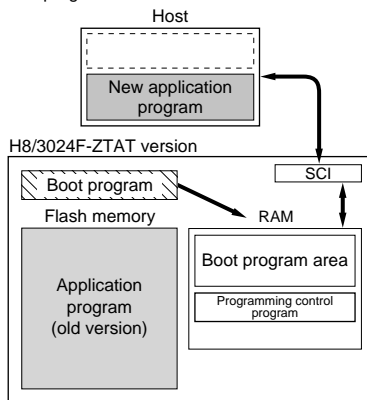 Host
New application
program
H8/3024F-ZTAT version
SCI
Boot program
Flash memory
RAM
Application
program
(old version)
Boot program area
Programming control
program